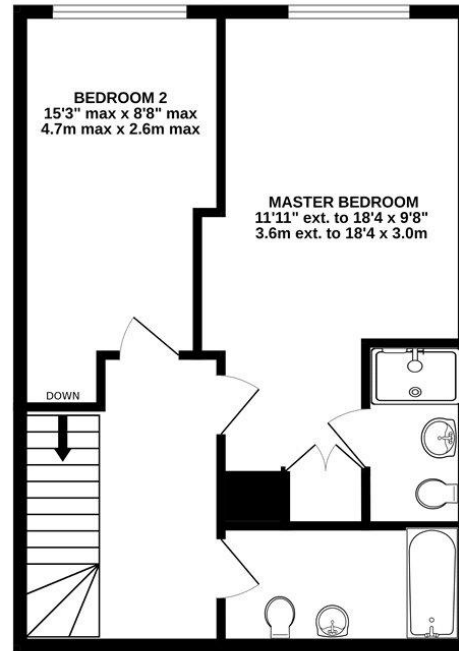 BEDROOM 2
15'3" max x 8'8" max
4.7m max x 2.6m max
MASTER BEDROOM
11'11" ext. to 18'4 x 9'8"
3.6m ext. to 18'4 x 3.0m
DOWN